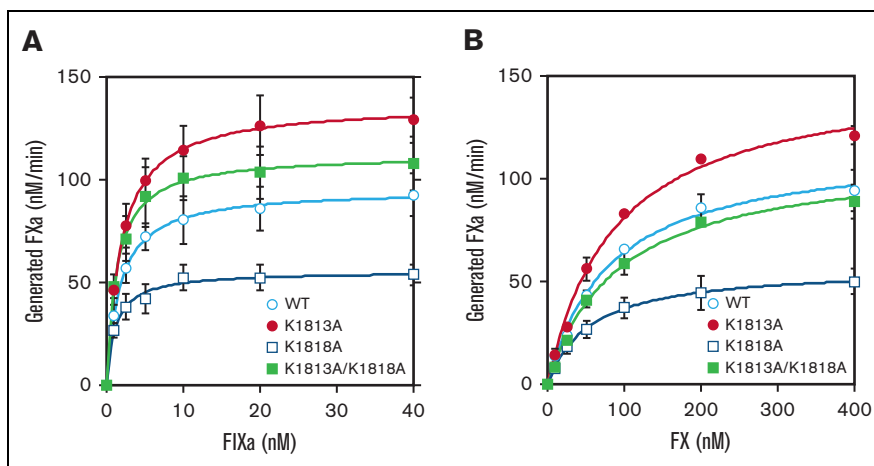 A
Generated FXa (nM/min)
150
100
50
0
0 10 20 30 40
FIXa (nM)
WT
K1813A
K1818A
K1813A/K1818A
B
Generated FXa (nM/min)
150
100
50
0
0 100 200 300 400
FX (nM)
WT
K1813A
K1818A
K1813A/K1818A